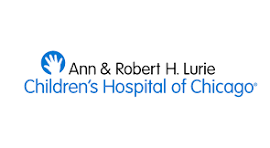 Ann & Robert H. Lurie
Children's Hospital of Chicago®